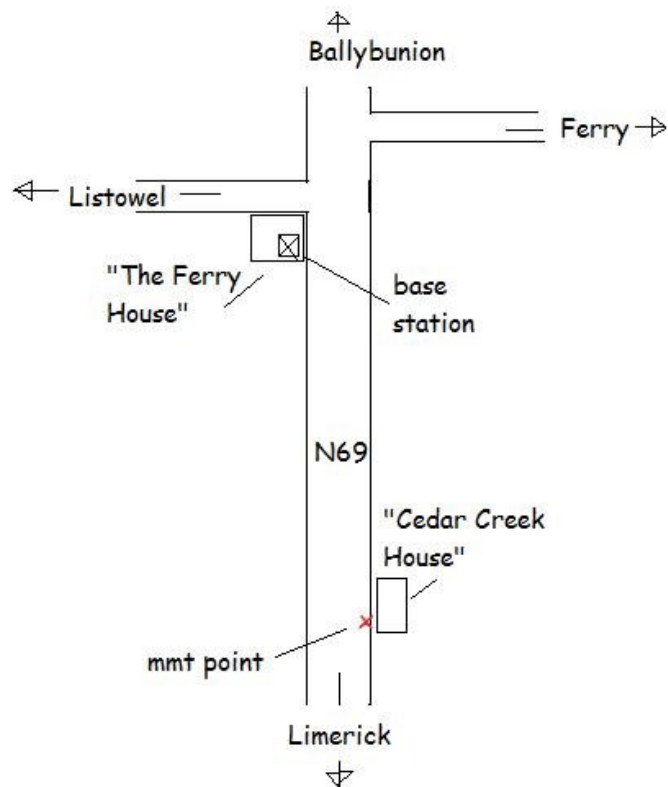 Ballybunion
Ferry
Listowel
"The Ferry
House"
base
station
N69
"Cedar Creek
House"
mmt point
Limerick